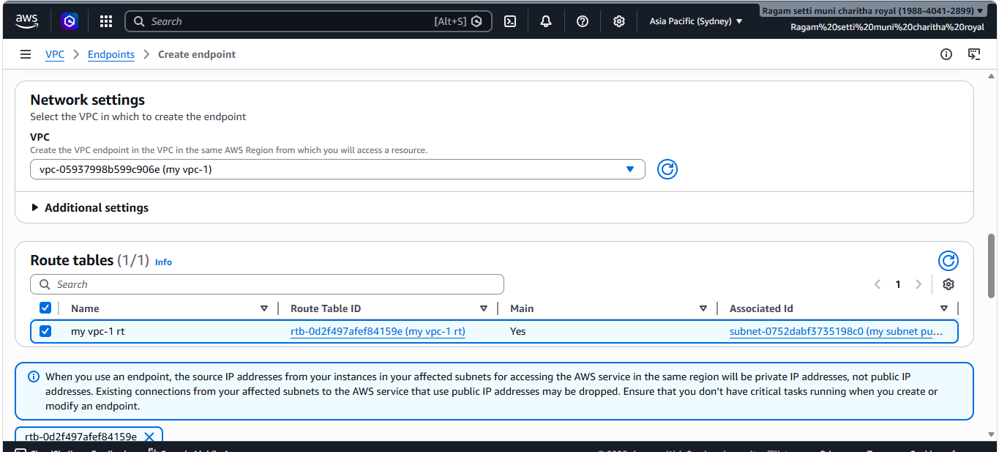 aws
Search [Alt+S]
Asia Pacific (Sydney)
Ragam setti muni charitha royal (1988-4041-2899)
Ragam%20setti%20muni%20charitha%20royal
VPC > Endpoints > Create endpoint
Network settings
Select the VPC in which to create the endpoint
VPC
Create the VPC endpoint in the VPC in the same AWS Region from which you will access a resource.
vpc-05937998b599c906e (my vpc-1)
Additional settings
Route tables (1/1) Info
Search
1
Name Route Table ID Main Associated Id
my vpc-1 rt rtb-0d2f497afef84159e (my vpc-1 rt) Yes subnet-0752dabf3735198c0 (my subnet pu...
When you use an endpoint, the source IP addresses from your instances in your affected subnets for accessing the AWS service in the same region will be private IP addresses, not public IP
addresses. Existing connections from your affected subnets to the AWS service that use public IP addresses may be dropped. Ensure that you don't have critical tasks running when you create or
modify an endpoint.
rtb-0d2f497afef84159e